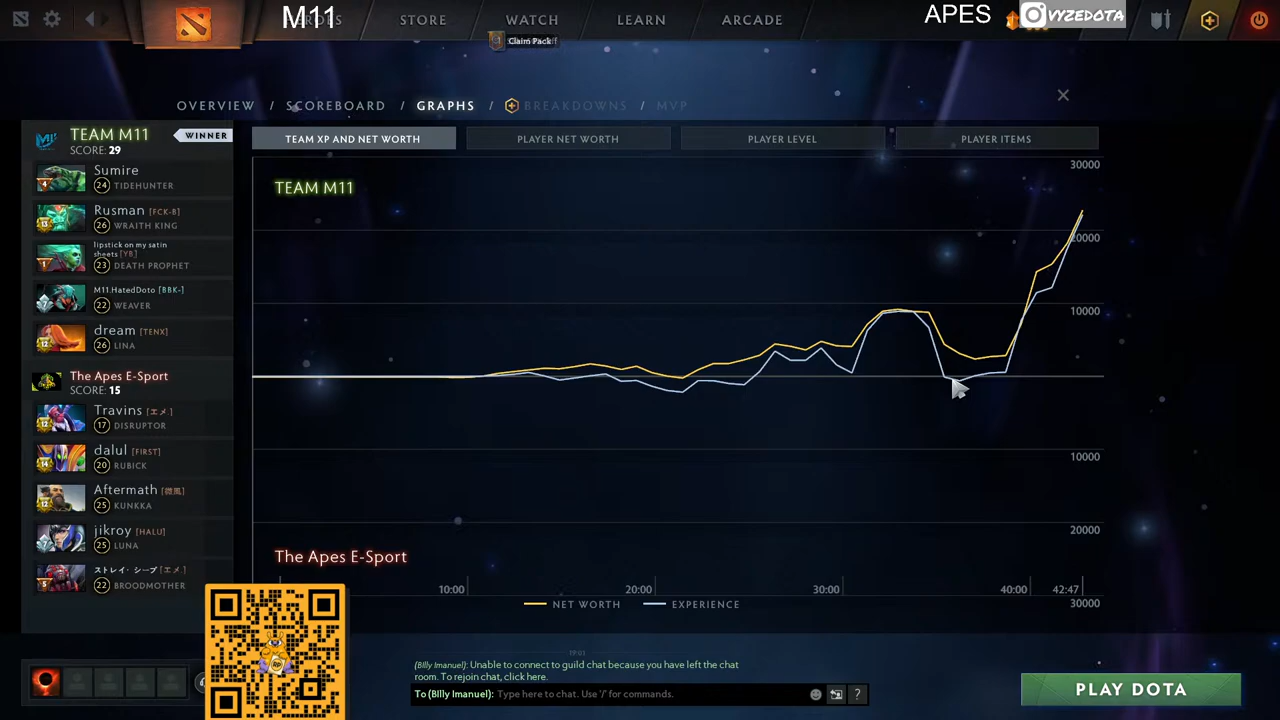 M11
STORE
WATCH
LEARN
ARCADE
APES
VYZEDOTA
Claim Pack
OVERVIEW / SCOREBOARD / GRAPHS / BREAKDOWNS / MVP
TEAM M11
WINNER
SCORE: 29
Sumire
24 TIDEHUNTER
Rusman [FCK-B]
26 WRAITH KING
lipstick on my satin
sheets [YB]
23 DEATH PROPHET
M11.HatedDoto [BBK-]
22 WEAVER
dream [TENX]
26 LINA
The Apes E-Sport
SCORE: 15
Travins [エメ.]
17 DISRUPTOR
dalul [FIRST]
20 RUBICK
Aftermath [微風]
25 KUNKKA
jikroy [HALU]
25 LUNA
ストレイ・シープ [エメ.]
22 BROODMOTHER
TEAM XP AND NET WORTH
PLAYER NET WORTH
PLAYER LEVEL
PLAYER ITEMS
TEAM M11
30000
20000
10000
10000
20000
The Apes E-Sport
10:00
20:00
30:00
40:00
42:47
30000
NET WORTH
EXPERIENCE
(Billy Imanuel): Unable to connect to guild chat because you have left the chat
room. To rejoin chat, click here.
To (Billy Imanuel): Type here to chat. Use '/' for commands.
?
PLAY DOTA